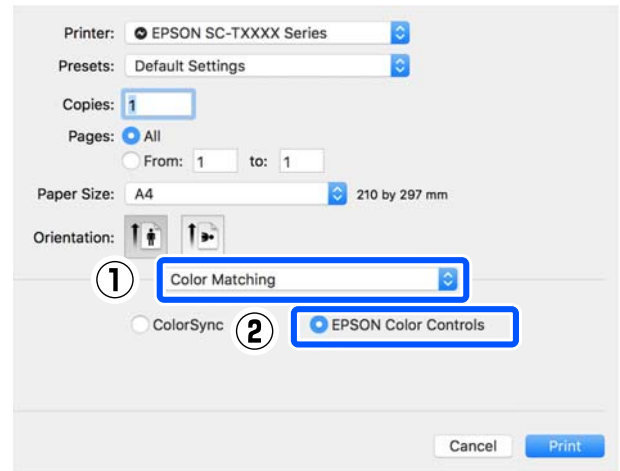 Printer: EPSON SC-TXXXX Series
Presets: Default Settings
Copies: 1
Pages: All
From: 1 to: 1
Paper Size: A4 210 by 297 mm
Orientation:
① Color Matching
ColorSync ② EPSON Color Controls
Cancel Print